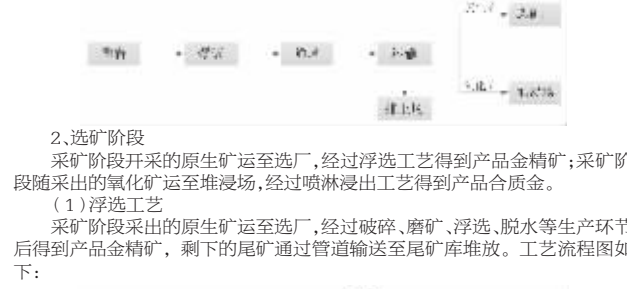 2、选矿阶段
采矿阶段开采的原生矿运至选厂,经过浮选工艺得到产品金精矿;采矿阶
段随采出的氧化矿运至堆浸场,经过喷淋浸出工艺得到产品合质金。
(1)浮选工艺
采矿阶段采出的原生矿运至选厂,经过破碎、磨矿、浮选、脱水等生产环节
后得到产品金精矿，剩下的尾矿通过管道输送至尾矿库堆放。工艺流程图如
下：